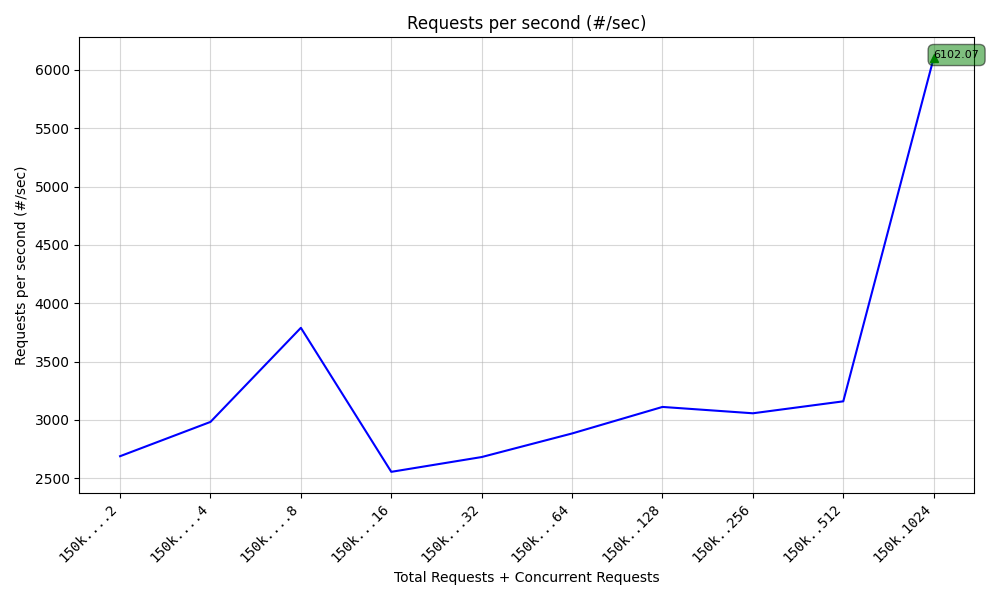 Requests per second (#/sec)
6102.07
6000
5500
5000
4500
4000
3500
3000
2500
Requests per second (#/sec)
150k....2
150k....4
150k....8
150k...16
150k...32
150k...64
150k..128
150k..256
150k..512
150k.1024
Total Requests + Concurrent Requests